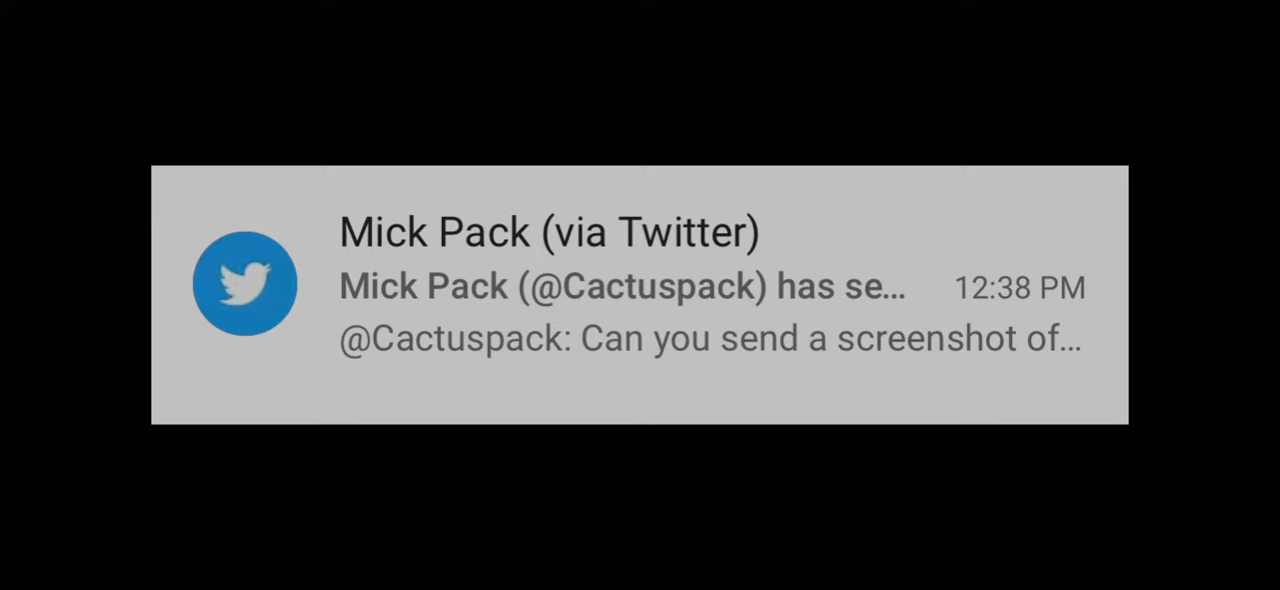 Mick Pack (via Twitter)
Mick Pack (@Cactuspack) has se... 12:38 PM
@Cactuspack: Can you send a screenshot of...